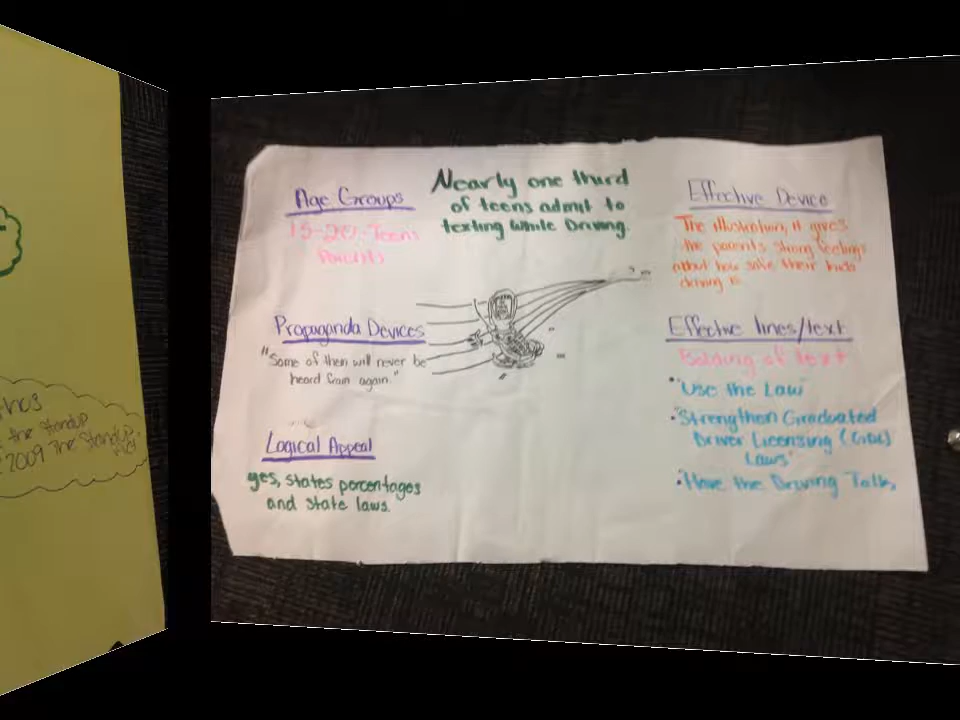 Nearly one third
of teens admit to
texting while Driving.
Age Groups
15-20-Teens
Parents
Propaganda Devices
"Some of them will never be
heard from again."
Logical Appeal
yes, states percentages
and state laws.
Effective Device
The illustration, it gives
the parents strong feelings
about how safe their kids
driving is
Effective lines/text
Bolding of text
"Use the Law"
"Strengthen Graduated
Driver Licensing (GDL)
Laws"
"Have the Driving Talk,
the Standup
2009 The Standup